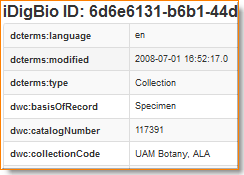 iDigBio ID: 6d6e6131-b6b1-44d
dcterms:language en
dcterms:modified 2008-07-01 16:52:17.0
dcterms:type Collection
dwc:basisOfRecord Specimen
dwc:catalogNumber 117391
dwc:collectionCode UAM Botany, ALA